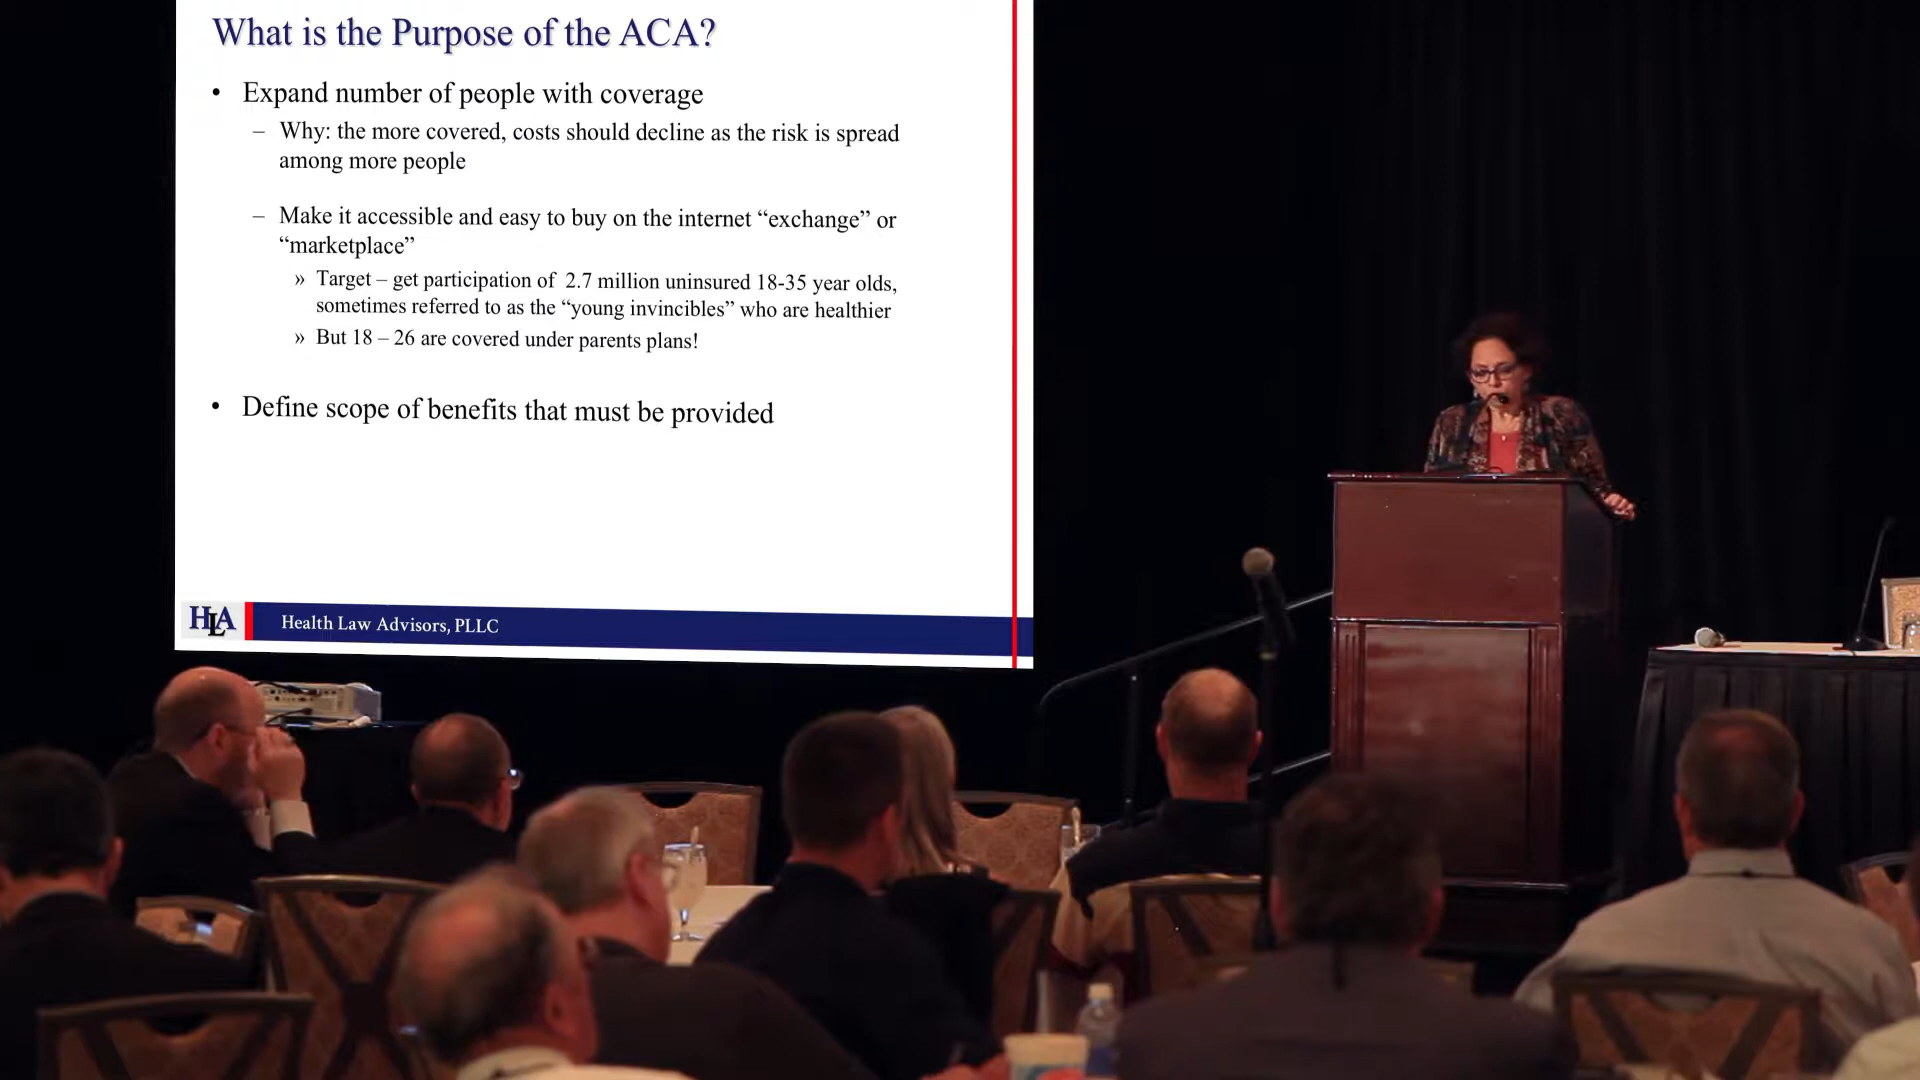 What is the Purpose of the ACA?
• Expand number of people with coverage
– Why: the more covered, costs should decline as the risk is spread
among more people
– Make it accessible and easy to buy on the internet “exchange” or
“marketplace”
» Target – get participation of 2.7 million uninsured 18-35 year olds,
sometimes referred to as the “young invincibles” who are healthier
» But 18 – 26 are covered under parents plans!
• Define scope of benefits that must be provided
HLA
Health Law Advisors, PLLC